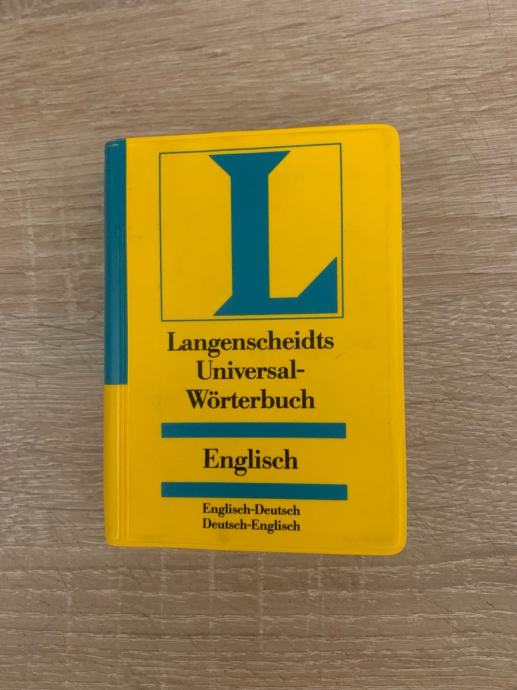 L
Langenscheidts
Universal-
Wörterbuch
Englisch
Englisch-Deutsch
Deutsch-Englisch